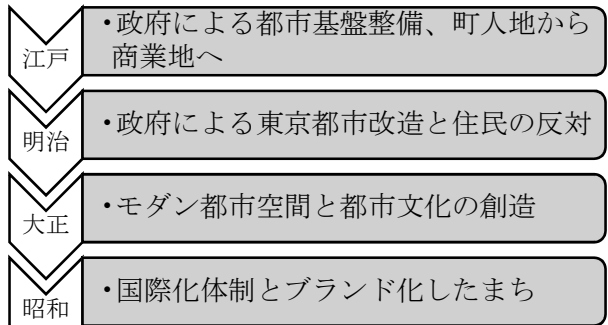 江戸
・政府による都市基盤整備、町人地から
商業地へ
明治
・政府による東京都市改造と住民の反対
大正
・モダン都市空間と都市文化の創造
昭和
・国際化体制とブランド化したまち